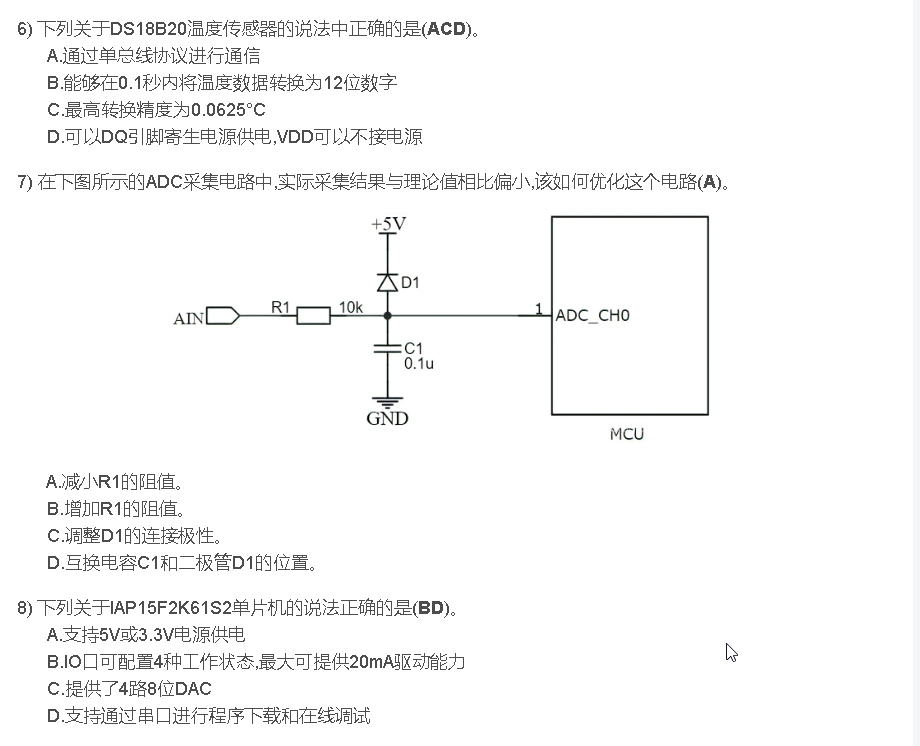 6) 下列关于DS18B20温度传感器的说法中正确的是(ACD)。
A.通过单总线协议进行通信
B.能够在0.1秒内将温度数据转换为12位数字
C.最高转换精度为0.0625°C
D.可以DQ引脚寄生电源供电,VDD可以不接电源
7) 在下图所示的ADC采集电路中,实际采集结果与理论值相比偏小,该如何优化这个电路(A)。
+5V
D1
AIN R1 10k 1 ADC_CH0
C1
0.1u
GND
MCU
A.减小R1的阻值。
B.增加R1的阻值。
C.调整D1的连接极性。
D.互换电容C1和二极管D1的位置。
8) 下列关于IAP15F2K61S2单片机的说法正确的是(BD)。
A.支持5V或3.3V电源供电
B.IO口可配置4种工作状态,最大可提供20mA驱动能力
C.提供了4路8位DAC
D.支持通过串口进行程序下载和在线调试